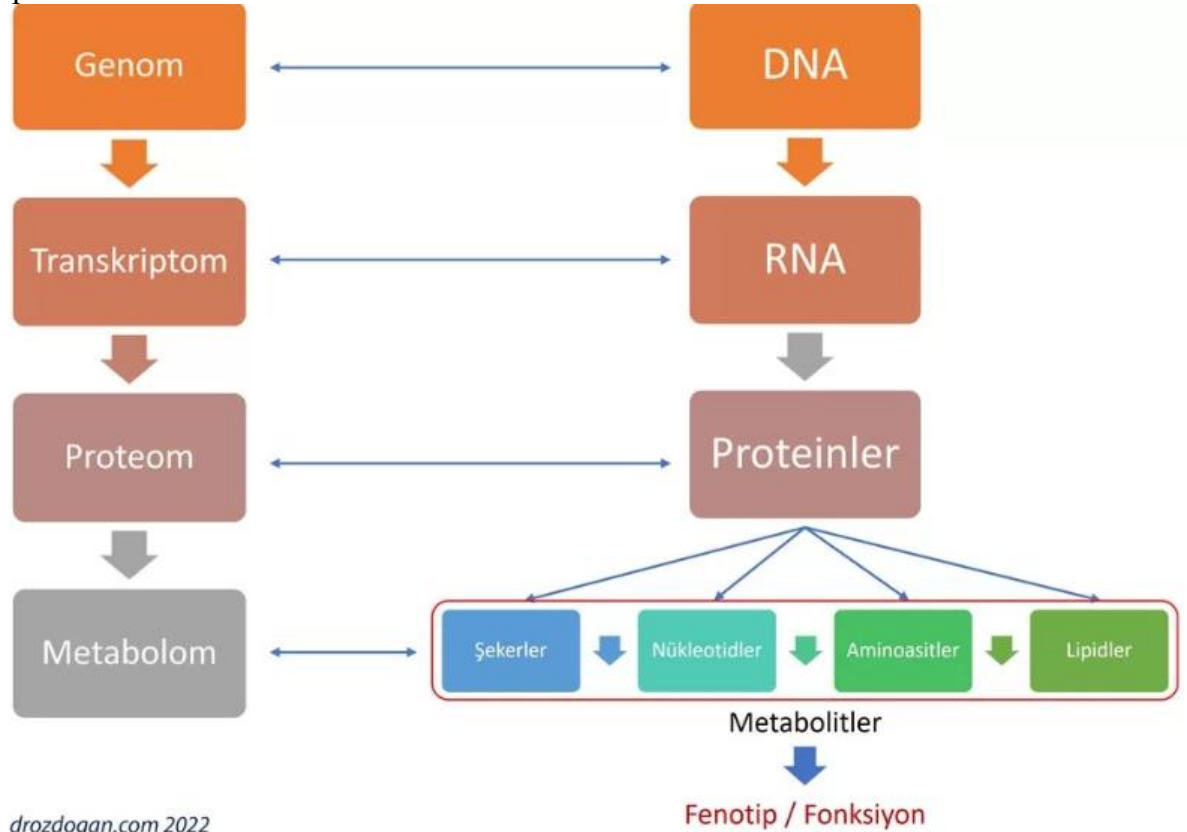 Genom
DNA
Transkriptom
RNA
Proteom
Proteinler
Metabolom
Şekerler
Nükleotidler
Aminoasitler
Lipidler
Metabolitler
Fenotip / Fonksiyon
drozdogan.com 2022